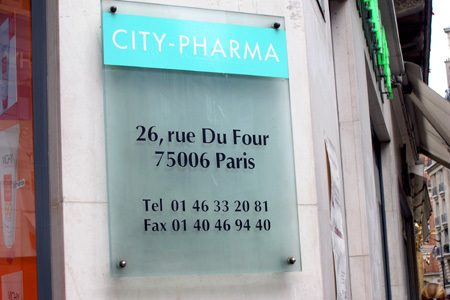 CITY-PHARMA
26, rue Du Four
75006 Paris
Tel 01 46 33 20 81
Fax 01 40 46 94 40